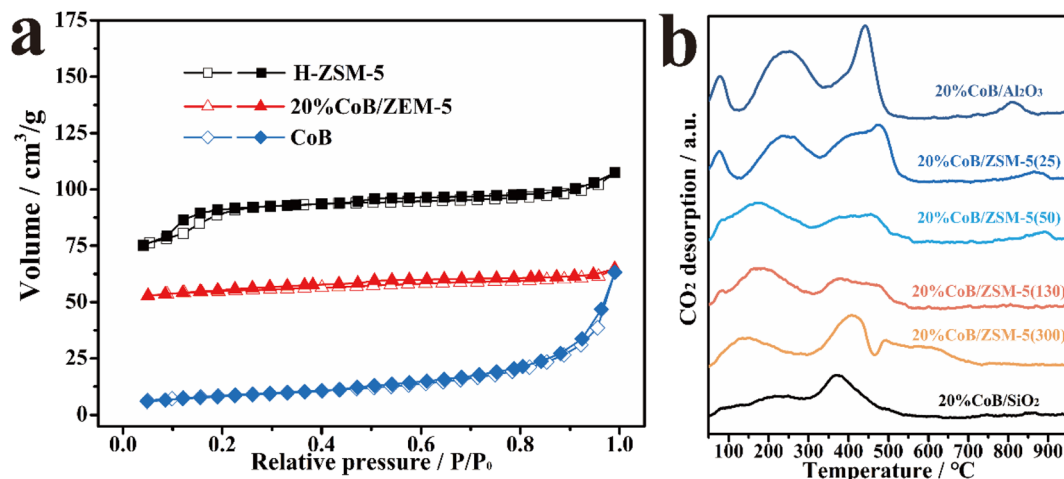 a
175
150
125
100
75
50
25
0
Volume / cm³/g
H-ZSM-5
20%CoB/ZEM-5
CoB
0.0 0.2 0.4 0.6 0.8 1.0
Relative pressure / P/P₀
b
CO₂ desorption / a.u.
20%CoB/Al₂O₃
20%CoB/ZSM-5(25)
20%CoB/ZSM-5(50)
20%CoB/ZSM-5(130)
20%CoB/ZSM-5(300)
20%CoB/SiO₂
100 200 300 400 500 600 700 800 900
Temperature / °C